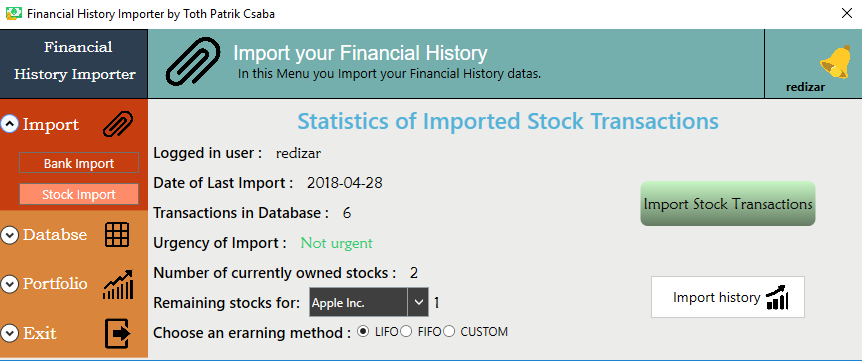 Financial History Importer by Toth Patrik Csaba
Financial
History Importer
Import your Financial History
In this Menu you Import your Financial History datas.
redizar
Import
Bank Import
Stock Import
Databse
Portfolio
Exit
Statistics of Imported Stock Transactions
Logged in user : redizar
Date of Last Import : 2018-04-28
Transactions in Database : 6
Urgency of Import : Not urgent
Number of currently owned stocks : 2
Remaining stocks for: Apple Inc. 1
Choose an erarning method : LIFO FIFO CUSTOM
Import Stock Transactions
Import history